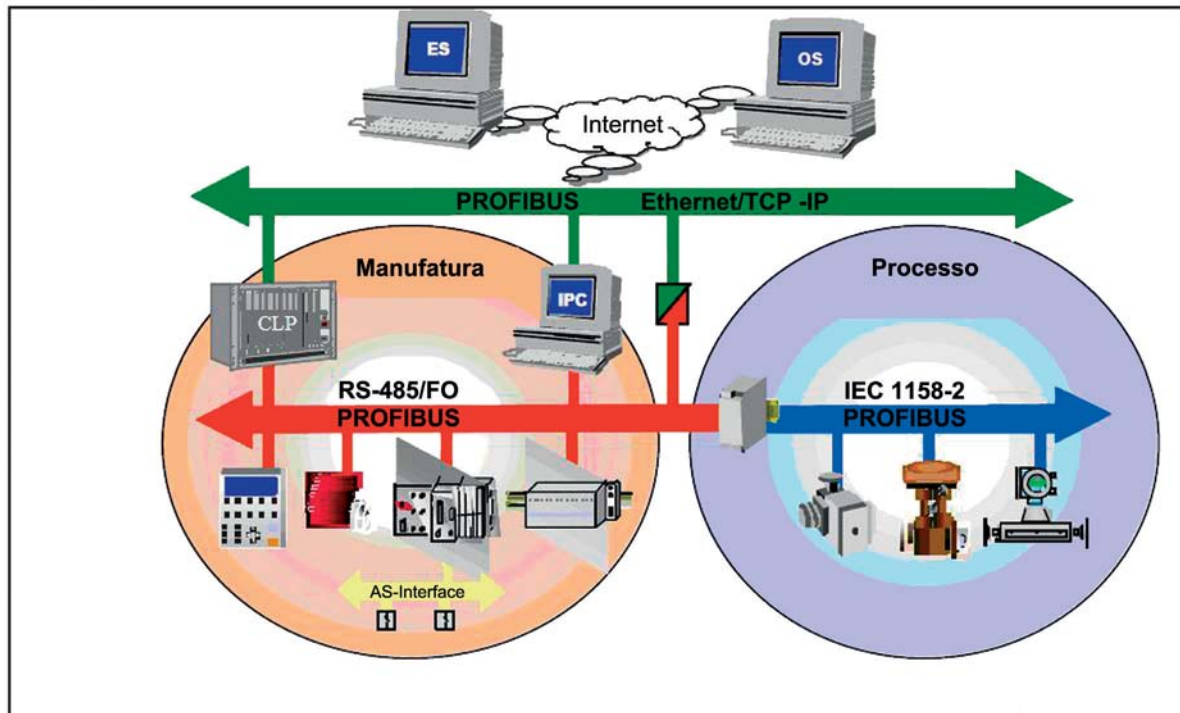 ES
OS
Internet
PROFIBUS Ethernet/TCP -IP
Manufatura
Processo
CLP
IPC
RS-485/FO
PROFIBUS
IEC 1158-2
PROFIBUS
AS-Interface